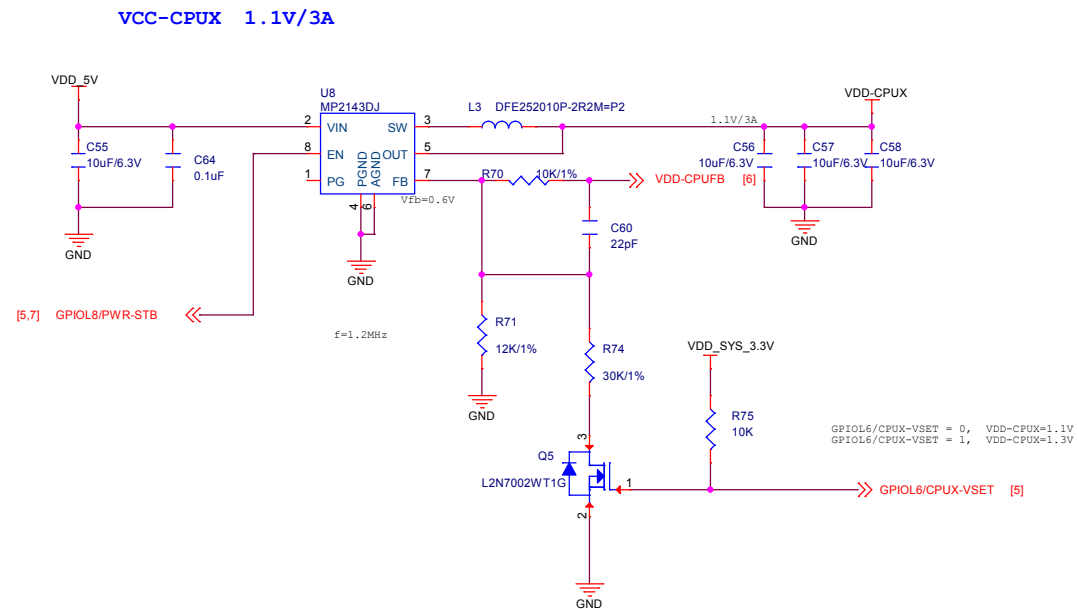 VCC-CPUX 1.1V/3A
VDD_5V
U8
MP2143DJ
L3 DFE252010P-2R2M=P2
VDD-CPUX
2 VIN SW 3
1.1V/3A
C55
10uF/6.3V
C64
0.1uF
8 EN OUT 5
C56
10uF/6.3V
C57
10uF/6.3V
C58
10uF/6.3V
1 PG PGND AGND FB 7
R70 10K/1%
VDD-CPUFB [6]
Vfb=0.6V
4 6
C60
22pF
GND
GND
GND
[5,7] GPIOL8/PWR-STB
f=1.2MHz
R71
12K/1%
R74
30K/1%
VDD_SYS_3.3V
GND
R75
10K
GPIOL6/CPUX-VSET = 0, VDD-CPUX=1.1V
GPIOL6/CPUX-VSET = 1, VDD-CPUX=1.3V
3
Q5
L2N7002WT1G
1
GPIOL6/CPUX-VSET [5]
2
GND